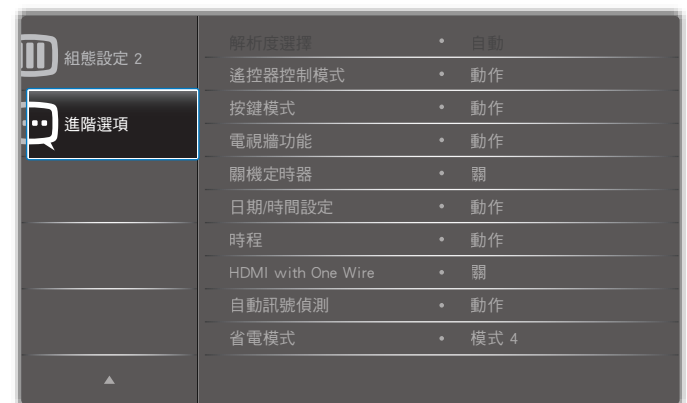 組態設定 2
進階選項
解析度選擇 • 自動
遙控器控制模式 • 動作
按鍵模式 • 動作
電視牆功能 • 動作
關機定時器 • 關
日期/時間設定 • 動作
時程 • 動作
HDMI with One Wire • 關
自動訊號偵測 • 動作
省電模式 • 模式 4